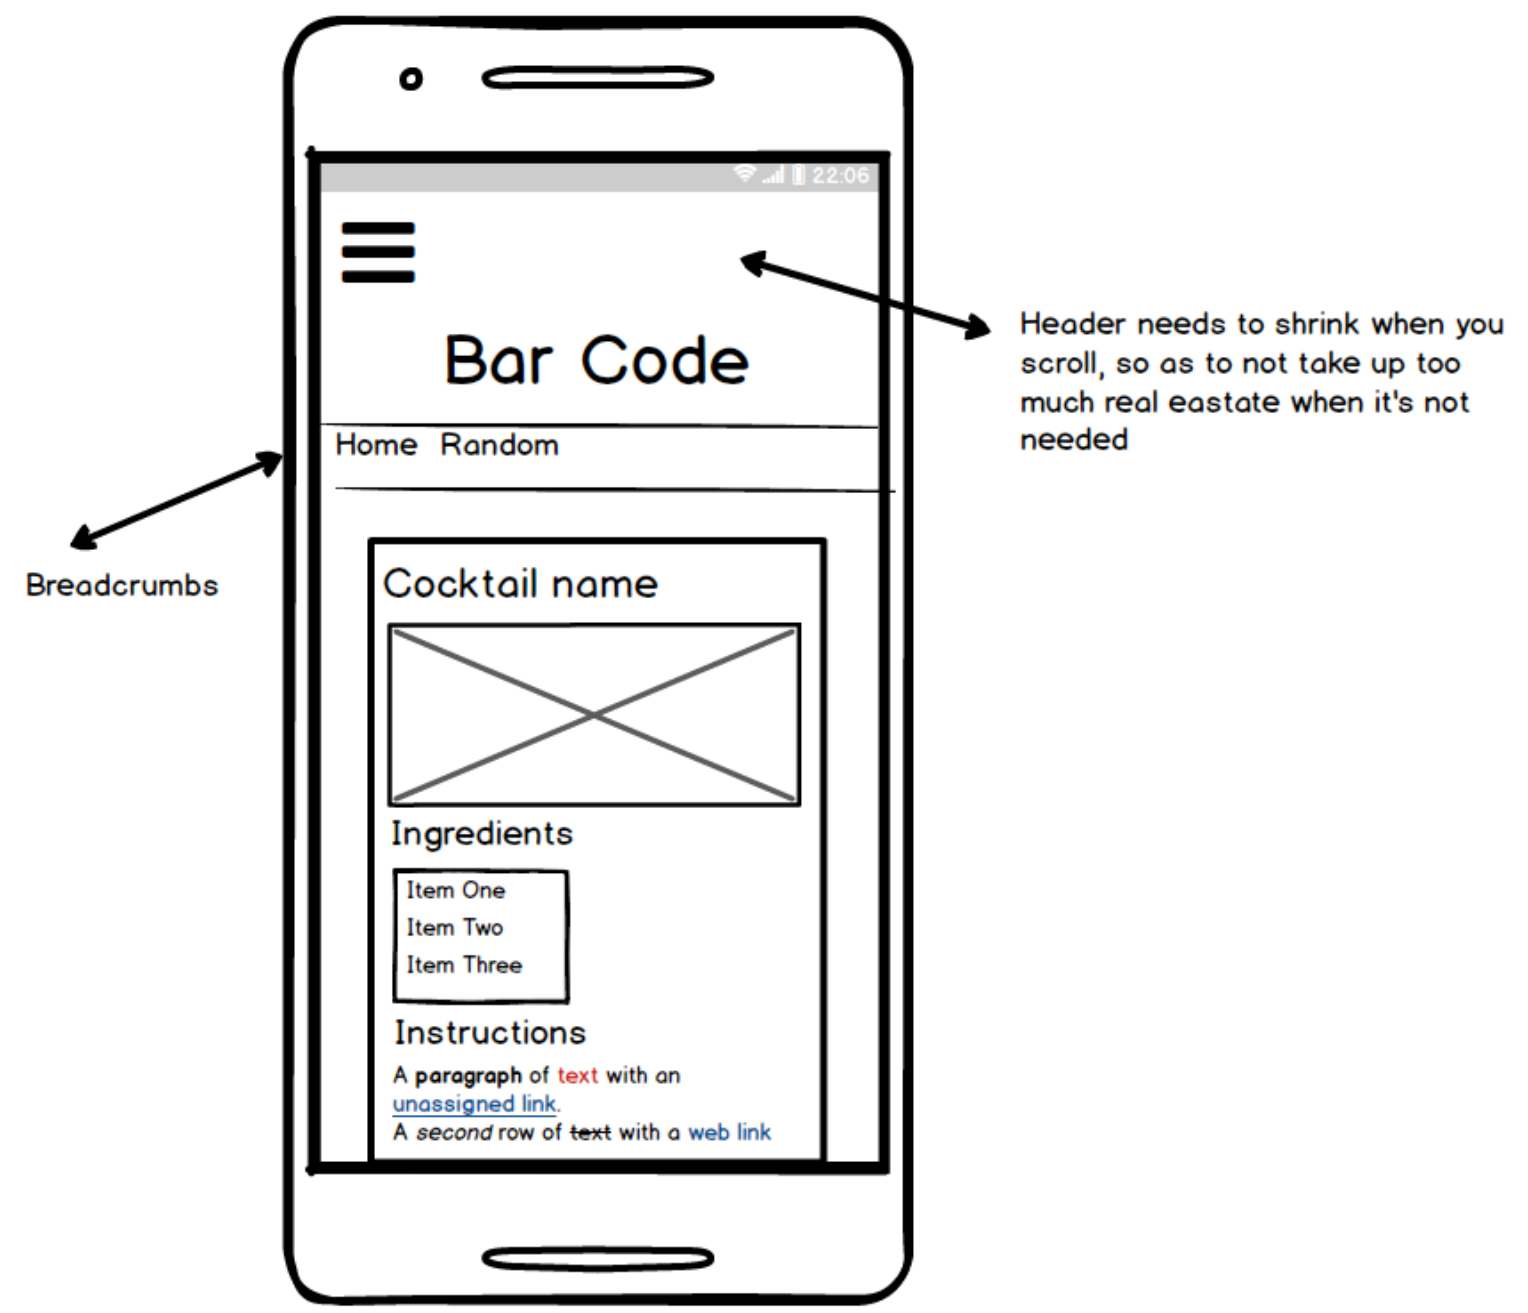 22:06
Bar Code
Header needs to shrink when you
scroll, so as to not take up too
much real eastate when it's not
needed
Home Random
Breadcrumbs
Cocktail name
Ingredients
Item One
Item Two
Item Three
Instructions
A paragraph of text with an
unassigned link.
A second row of text with a web link